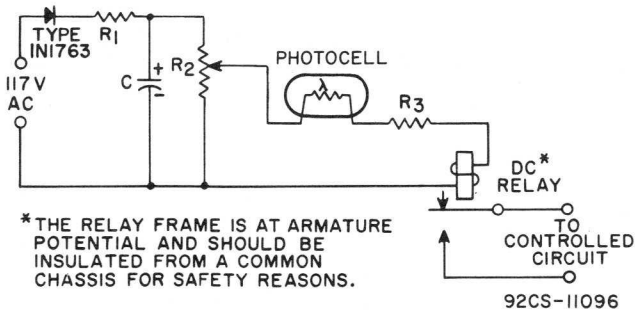 TYPE
IN1763
R1
117V
AC
C
+
-
R2
PHOTOCELL
λ
R3
DC*
RELAY
TO
CONTROLLED
CIRCUIT
*THE RELAY FRAME IS AT ARMATURE
POTENTIAL AND SHOULD BE
INSULATED FROM A COMMON
CHASSIS FOR SAFETY REASONS.
92CS-11096